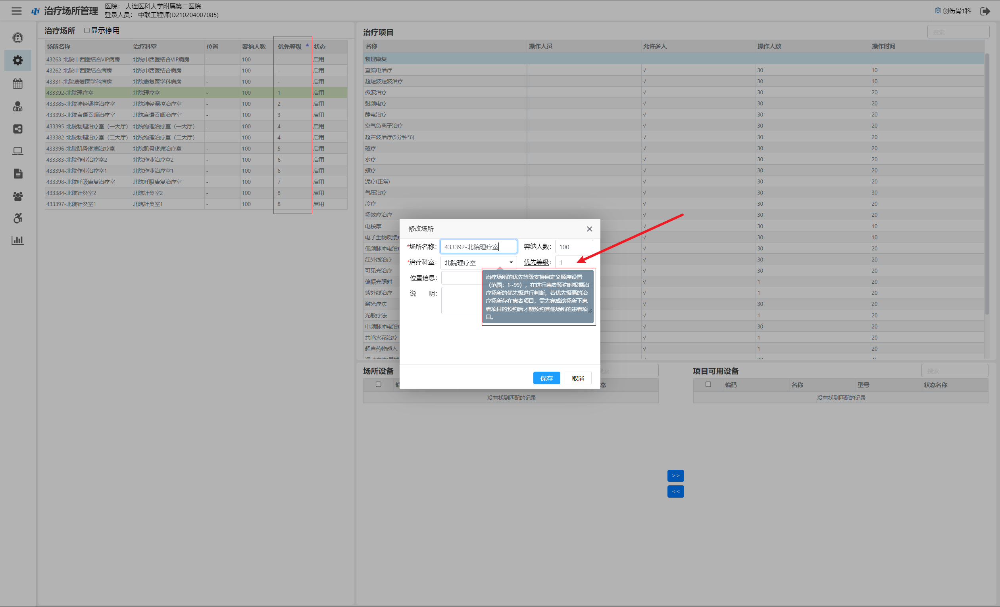 治疗场所管理
医院： 大连医科大学附属第二医院
登录人员： 中联工程师(D210204007085)
创伤骨1科
治疗场所 显示停用
场所名称 治疗科室 位置 容纳人数 优先等级 状态
43263-北院中西医结合VIP病房 北院中西医结合VIP病房 - 100 - 启用
43262-北院中西医结合病房 北院中西医结合病房 - 100 - 启用
43331-北院康复医学科病房 北院康复医学科病房 - 100 - 启用
433392-北院理疗室 北院理疗室 - 100 1 启用
433385-北院神经调控治疗室 北院神经调控治疗室 - 100 2 启用
433393-北院言语吞咽治疗室 北院言语吞咽治疗室 - 100 3 启用
433395-北院物理治疗室（一大厅） 北院物理治疗室（一大厅） - 100 4 启用
433382-北院物理治疗室（二大厅） 北院物理治疗室（二大厅） - 100 4 启用
433396-北院肌骨疼痛治疗室 北院肌骨疼痛治疗室 - 100 5 启用
433383-北院作业治疗室2 北院作业治疗室2 - 100 6 启用
433394-北院作业治疗室1 北院作业治疗室1 - 100 6 启用
433398-北院呼吸康复治疗室 北院呼吸康复治疗室 - 100 7 启用
433384-北院针灸室2 北院针灸室2 - 100 8 启用
433397-北院针灸室1 北院针灸室1 - 100 8 启用
治疗项目 搜索
名称 操作人员 允许多人 操作人数 操作时间
物理康复
直流电治疗 √ 30 10
超短波短波治疗 √ 30 10
微波治疗 √ 30 20
射频电疗 √ 30 20
静电治疗 √ 30 20
空气负离子治疗 √ 30 20
超声波治疗(5分钟*6) √ 30 20
磁疗 √ 30 20
水疗 √ 30 20
蜡疗 √ 30 20
泥疗(正常) √ 30 20
气压治疗 √ 30 30
冷疗 √ 30 20
场效应治疗 √ 30 20
电按摩 √ 30 10
电子生物反馈 √ 30 10
低频脉冲电治 √ 30 20
红外线治疗 √ 30 20
可见光治疗 √ 30 20
偏振光照射 √ 1 20
紫外线治疗 √ 1 20
激光疗法 √ 30 20
光敏疗法 √ 1 20
中频脉冲电治 √ 30 20
共鸣火花治疗 √ 1 20
超声药物透入 √ 1 20
修改场所
*场所名称： 433392-北院理疗室 容纳人数： 100
*治疗科室： 北院理疗室 优先等级： 1
位置信息：
说 明：
治疗场所的优先等级支持自定义顺序设置
（范围：1~99），在进行患者预约时根据治
疗场所的优先级进行判断，若优先级高的治
疗场所存在患者项目，需先完成该场所下患
者项目的预约后才能预约其他场所的患者项
目。
保存 取消
场所设备 索
编 态
没有找到匹配的记录
>>
<<
项目可用设备 搜索
编码 名称 型号 状态名称
没有找到匹配的记录